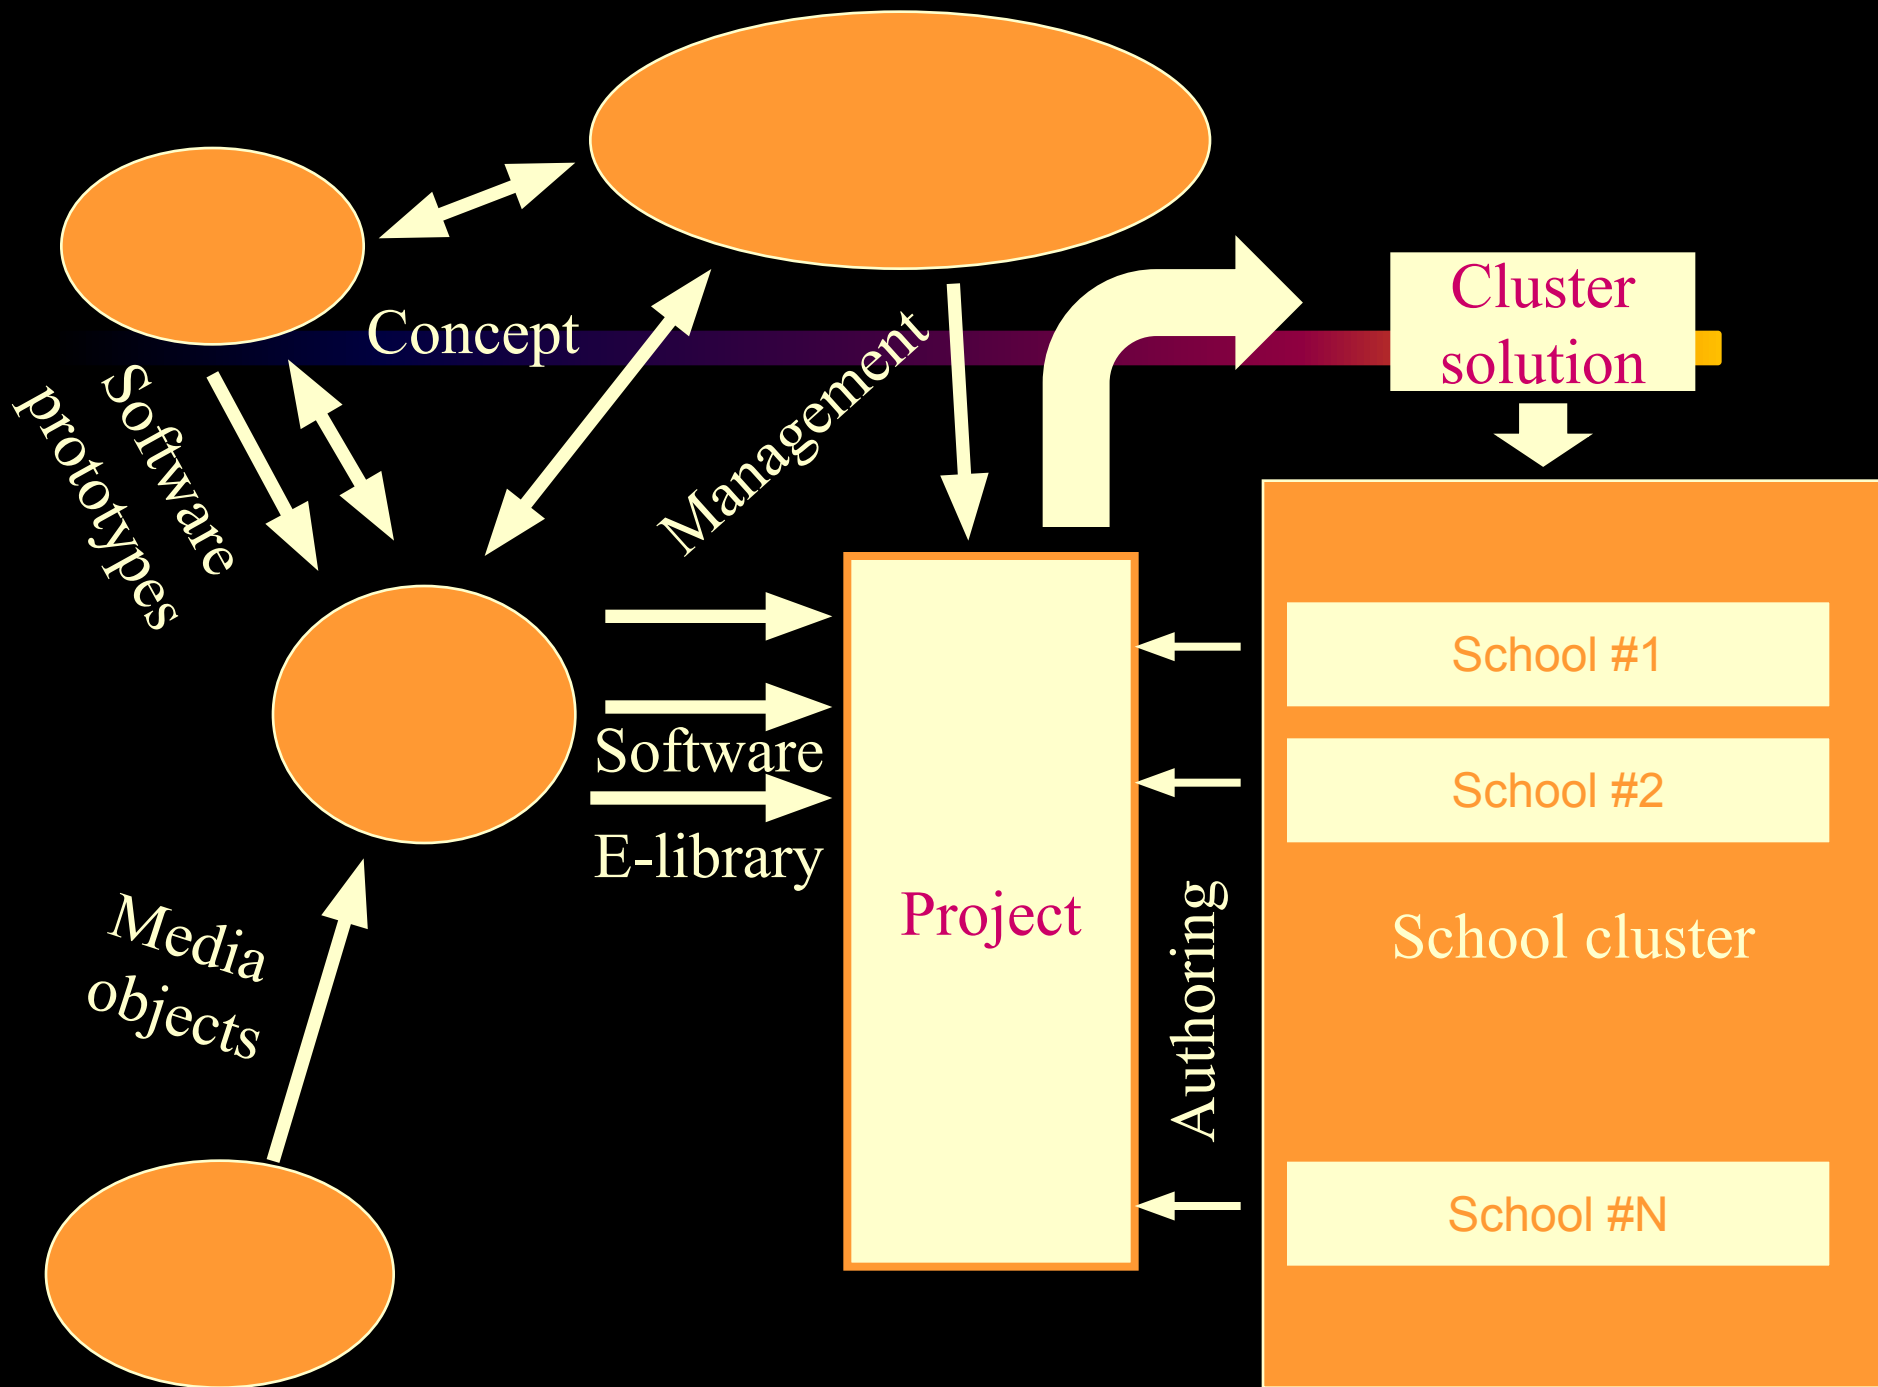 Cluster
solution
Concept
Management
Software
prototypes
School #1
School #2
Software
E-library
Project
Authoring
School cluster
Media
objects
School #N